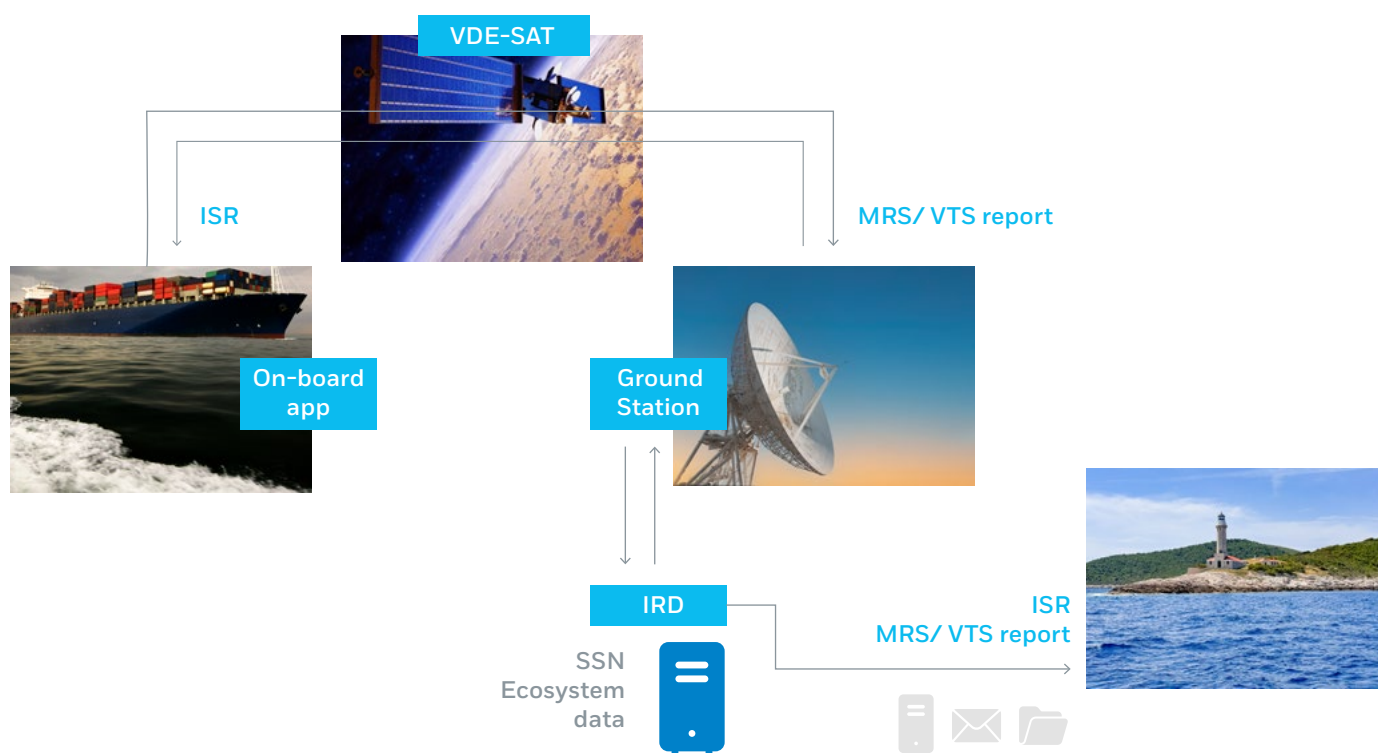 VDE-SAT
ISR
MRS/ VTS report
On-board
app
Ground
Station
IRD
ISR
MRS/ VTS report
SSN
Ecosystem
data